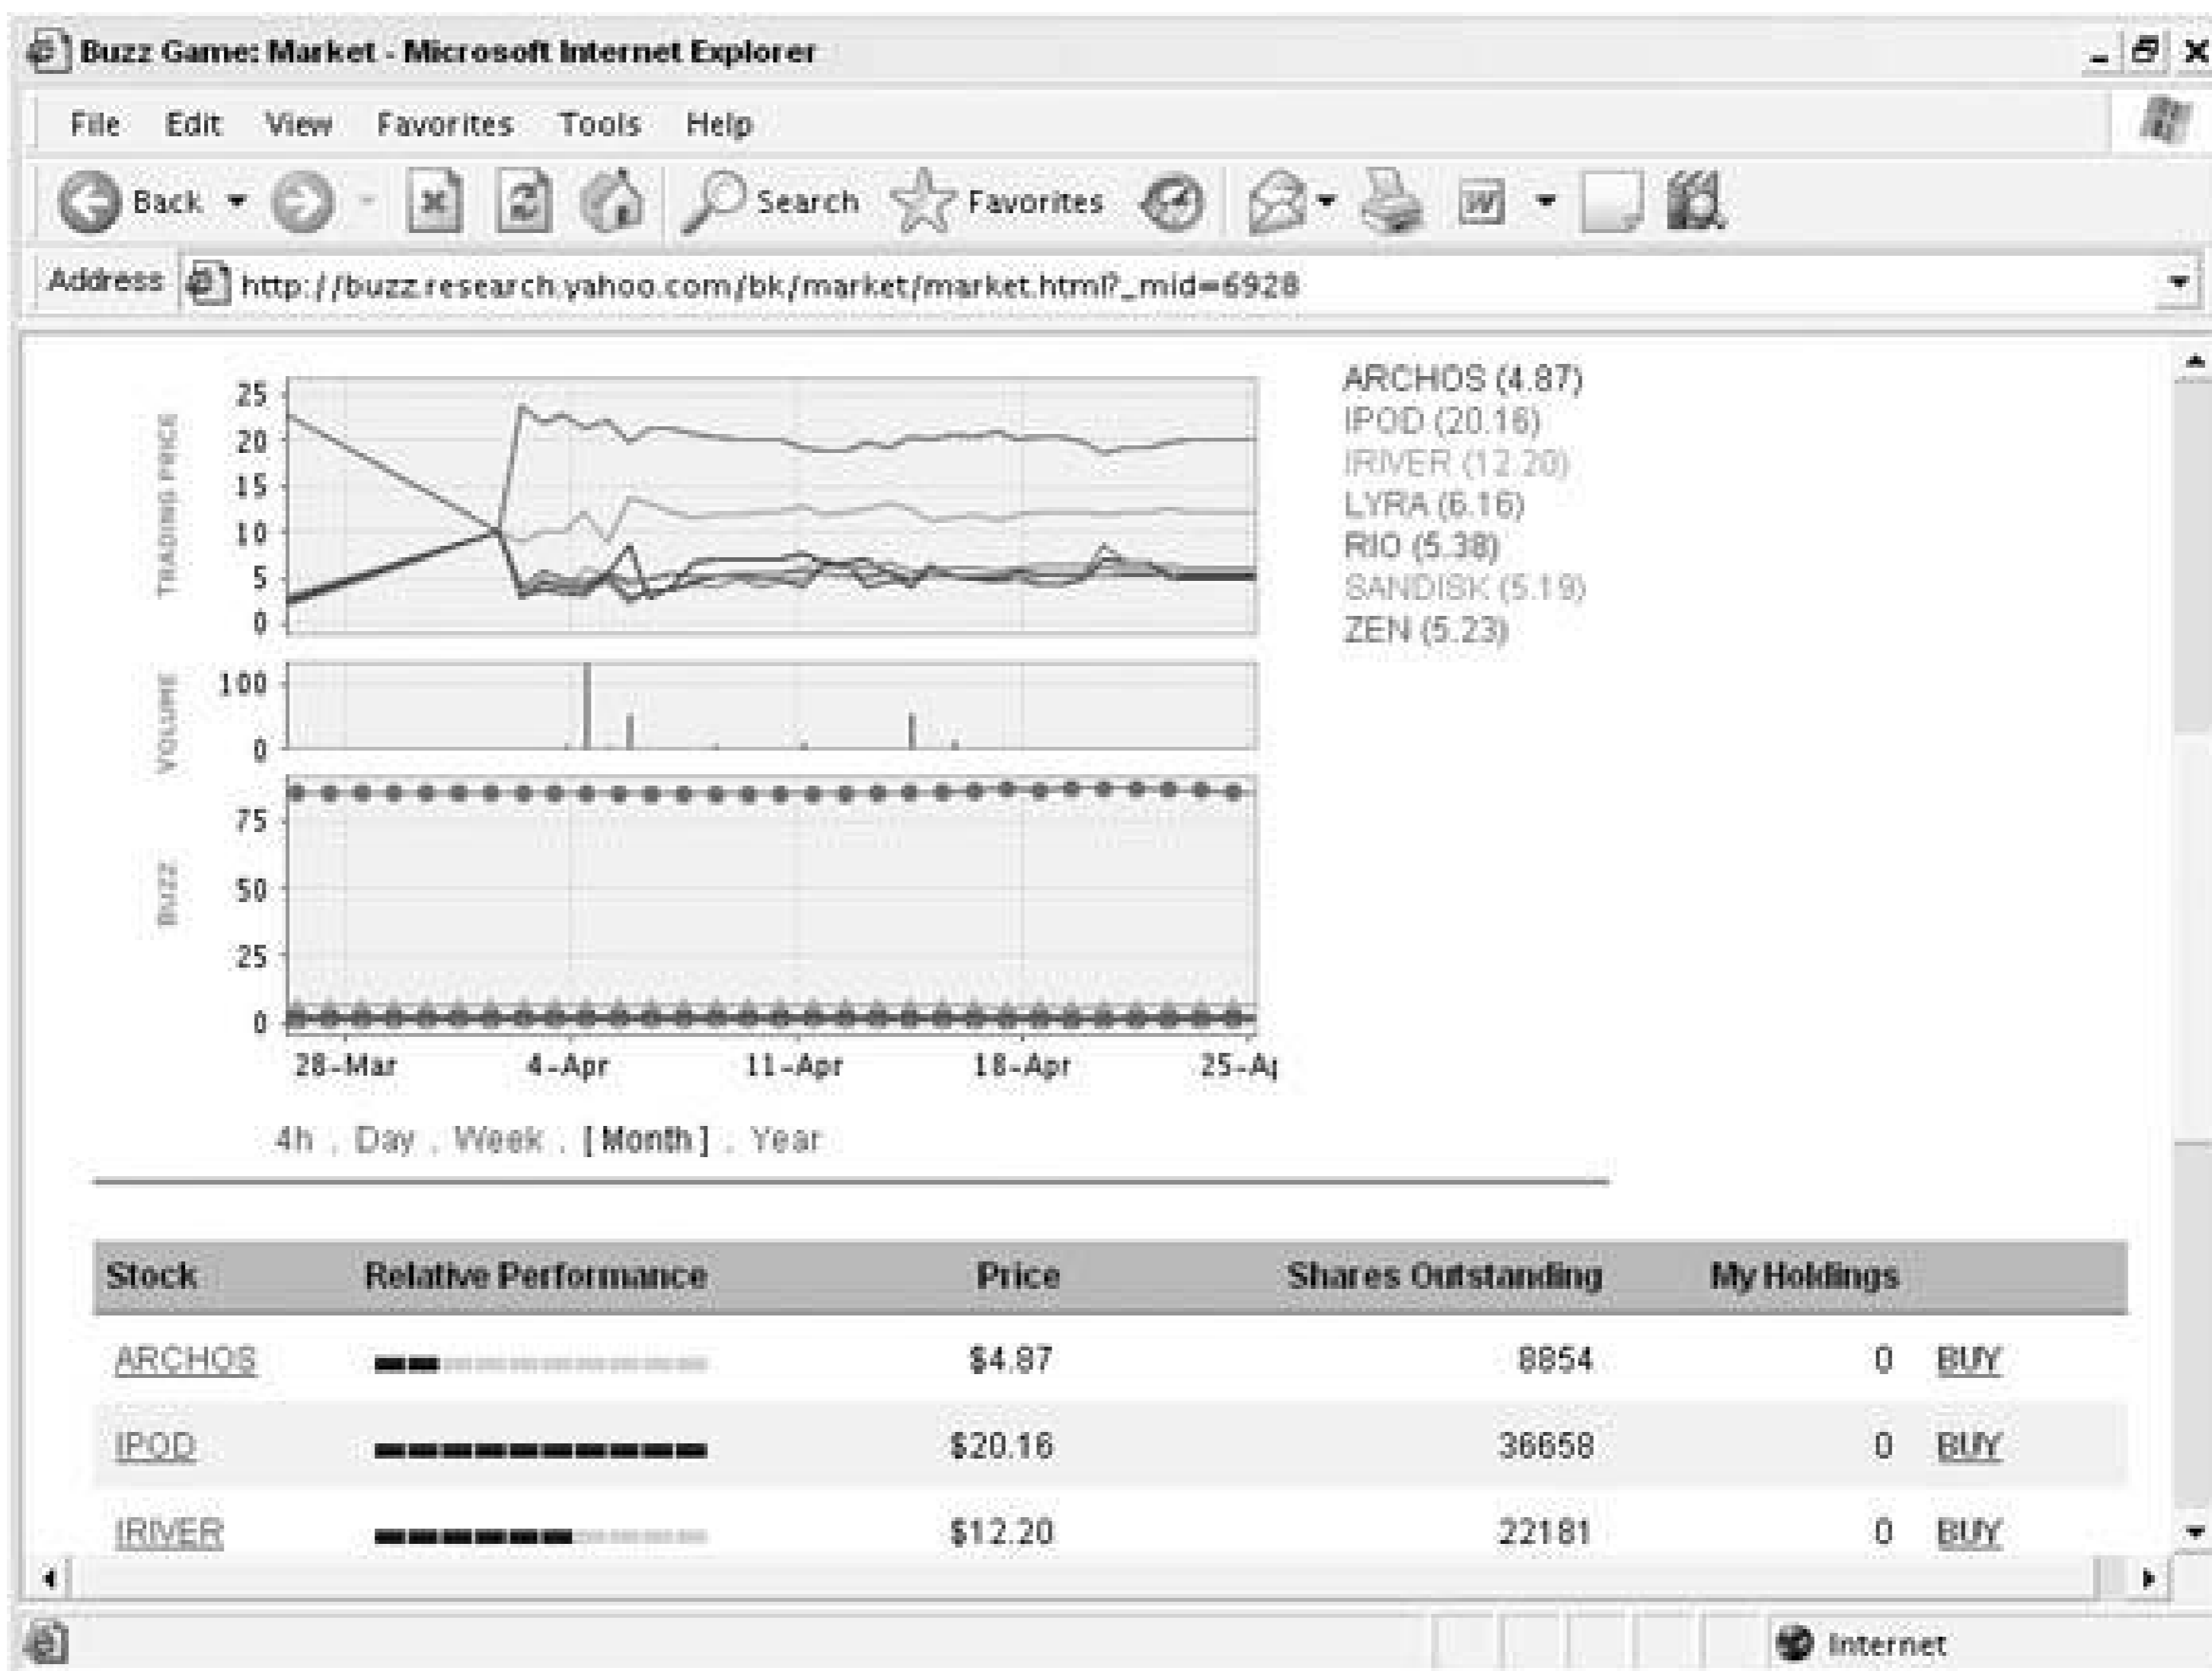 Buzz Game: Market - Microsoft Internet Explorer
File Edit View Favorites Tools Help
Back Search Favorites
Address http://buzz.research.yahoo.com/bk/market/market.html?_mid=6928
TRADING PRICE
25
20
15
10
5
0
ARCHOS (4.87)
IPOD (20.16)
IRIVER (12.20)
LYRA (6.16)
RIO (5.38)
SANDISK (5.19)
ZEN (5.23)
VOLUME
100
0
BUZZ
75
50
25
0
28-Mar 4-Apr 11-Apr 18-Apr 25-Ap
4h . Day . Week . [Month] . Year
Stock Relative Performance Price Shares Outstanding My Holdings
ARCHOS $4.87 8854 0 BUY
IPOD $20.16 36658 0 BUY
IRIVER $12.20 22181 0 BUY
Internet